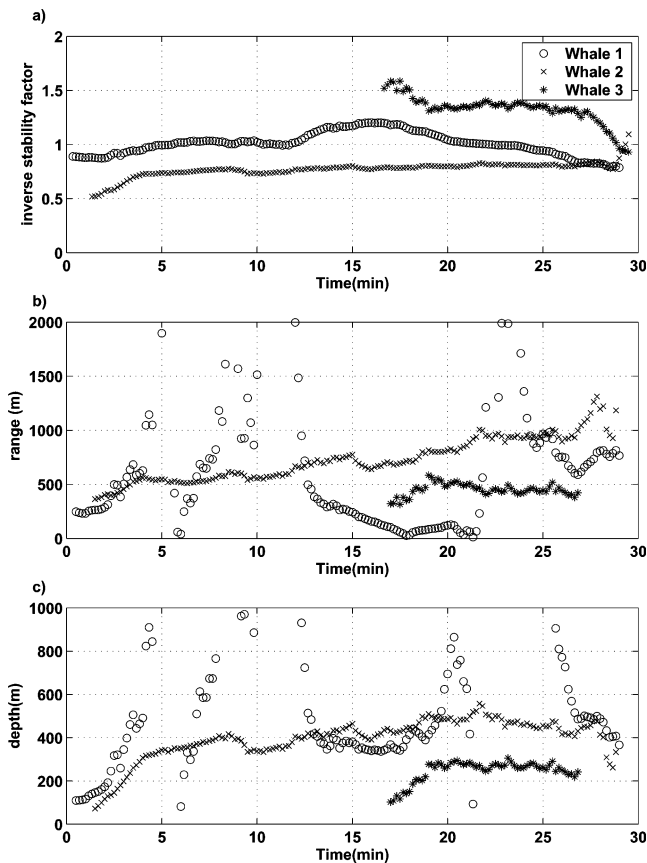 a)
2
1.5
1
0.5
0
inverse stability factor
Whale 1
Whale 2
Whale 3
0 5 10 15 20 25 30
Time(min)
b)
2000
1500
1000
500
0
range (m)
0 5 10 15 20 25 30
Time(min)
c)
1000
800
600
400
200
0
depth(m)
0 5 10 15 20 25 30
Time(min)